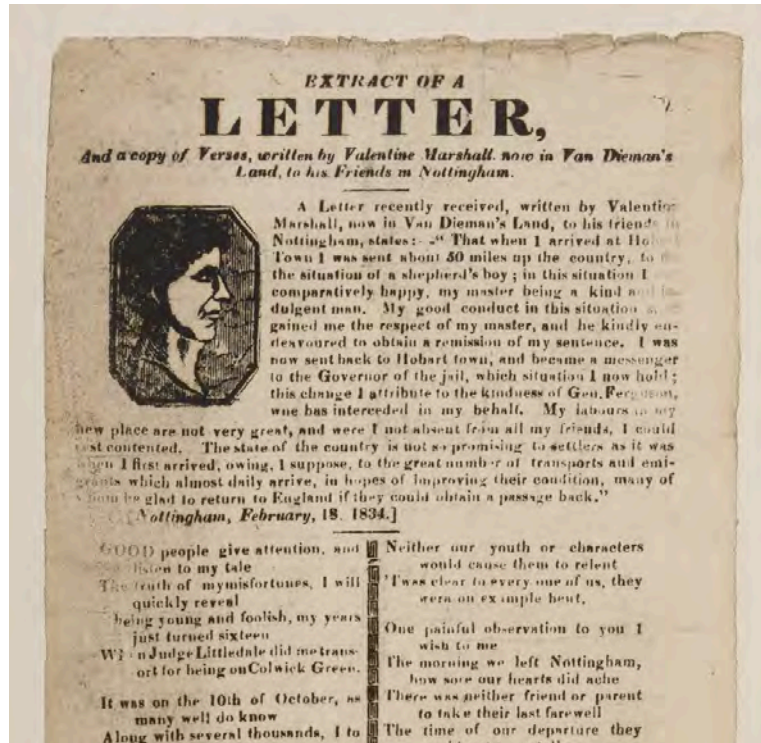 EXTRACT OF A
LETTER,
And a copy of Verses, written by Valentine Marshall. now in Van Dieman's
Land, to his Friends in Nottingham.
A Letter recently received, written by Valentine
Marshall, now in Van Dieman's Land, to his friends in
Nottingham, states:--" That when I arrived at Hobart
Town I was sent about 50 miles up the country, to
the situation of a shepherd's boy ; in this situation I
comparatively happy, my master being a kind and in-
dulgent man. My good conduct in this situation
gained me the respect of my master, and he kindly en-
deavoured to obtain a remission of my sentence. I was
now sent back to Hobart town, and became a messenger
to the Governor of the jail, which situation I now hold ;
this change I attribute to the kindness of Gen. Ferguson,
wne has interceded in my behalf. My labours in my
new place are not very great, and were I not absent from all my friends, I could
rest contented. The state of the country is not so promising to settlers as it was
when I first arrived, owing, I suppose, to the great number of transports and emi-
grants which almost daily arrive, in hopes of improving their condition, many of
whom be glad to return to England if they could obtain a passage back."
[Nottingham, February, 18. 1834.]
GOOD people give attention, and
listen to my tale
The truth of mymisfortunes, I will
quickly reveal
being young and foolish, my years
just turned sixteen
When Judge Littledale did me trans-
ort for being on Colwick Green.
It was on the 10th of October, as
many well do know
Along with several thousands, I to
Neither our youth or characters
would cause them to relent
'Twas clear to every one of us, they
were on example bent.
One painful observation to you I
wish to me
The morning we left Nottingham,
how sore our hearts did ache
There was neither friend or parent
to take their last farewell
The time of our departure they